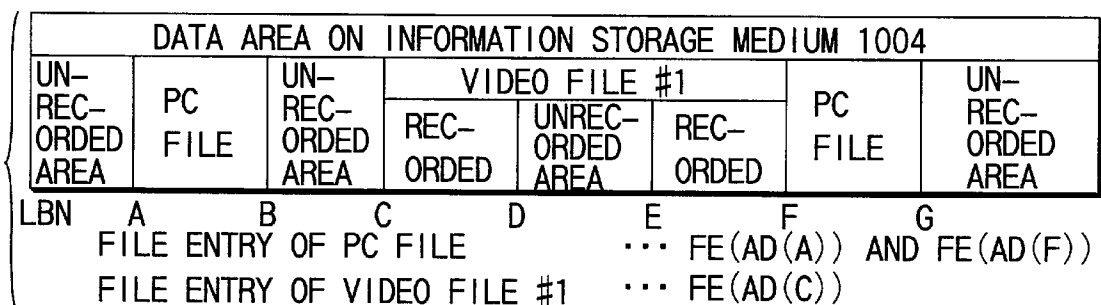 DATA AREA ON INFORMATION STORAGE MEDIUM 1004
UN-
REC-
ORDED
AREA
PC
FILE
UN-
REC-
ORDED
AREA
VIDEO FILE #1
REC-
ORDED
UNREC-
ORDED
AREA
REC-
ORDED
PC
FILE
UN-
REC-
ORDED
AREA
LBN A B C D E F G
FILE ENTRY OF PC FILE ··· FE(AD(A)) AND FE(AD(F))
FILE ENTRY OF VIDEO FILE #1 ··· FE(AD(C))